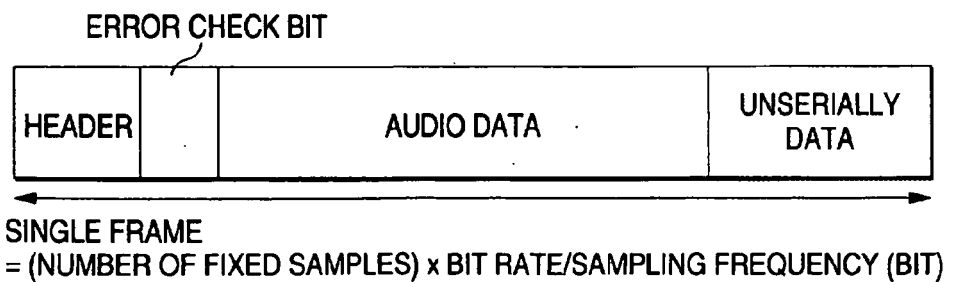 ERROR CHECK BIT
HEADER
AUDIO DATA
UNSERIALLY
DATA
SINGLE FRAME
= (NUMBER OF FIXED SAMPLES) x BIT RATE/SAMPLING FREQUENCY (BIT)